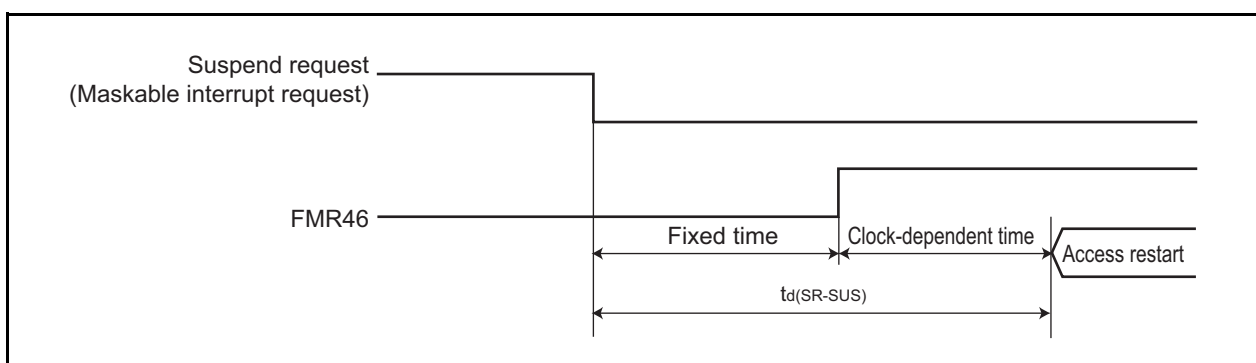 Suspend request
(Maskable interrupt request)
FMR46
Fixed time
Clock-dependent time
Access restart
td(SR-SUS)